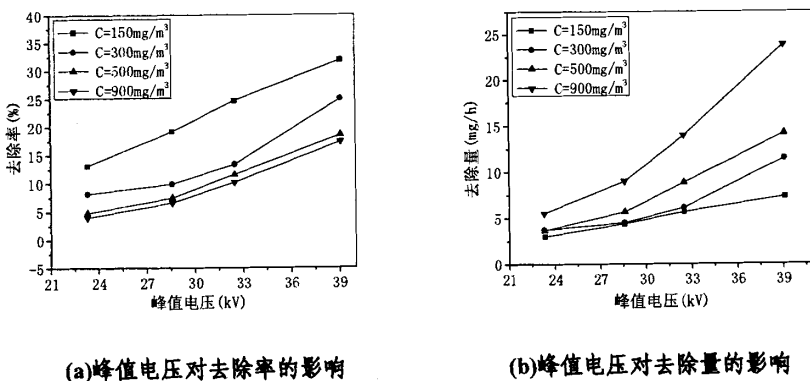 40
35
30
25
20
15
10
5
0
-5
去除率(%)
C=150mg/m³
C=300mg/m³
C=500mg/m³
C=900mg/m³
21 24 27 30 33 36 39
峰值电压(kV)
(a)峰值电压对去除率的影响
25
20
15
10
5
0
去除量(mg/h)
C=150mg/m³
C=300mg/m³
C=500mg/m³
C=900mg/m³
21 24 27 30 33 36 39
峰值电压(kV)
(b)峰值电压对去除量的影响